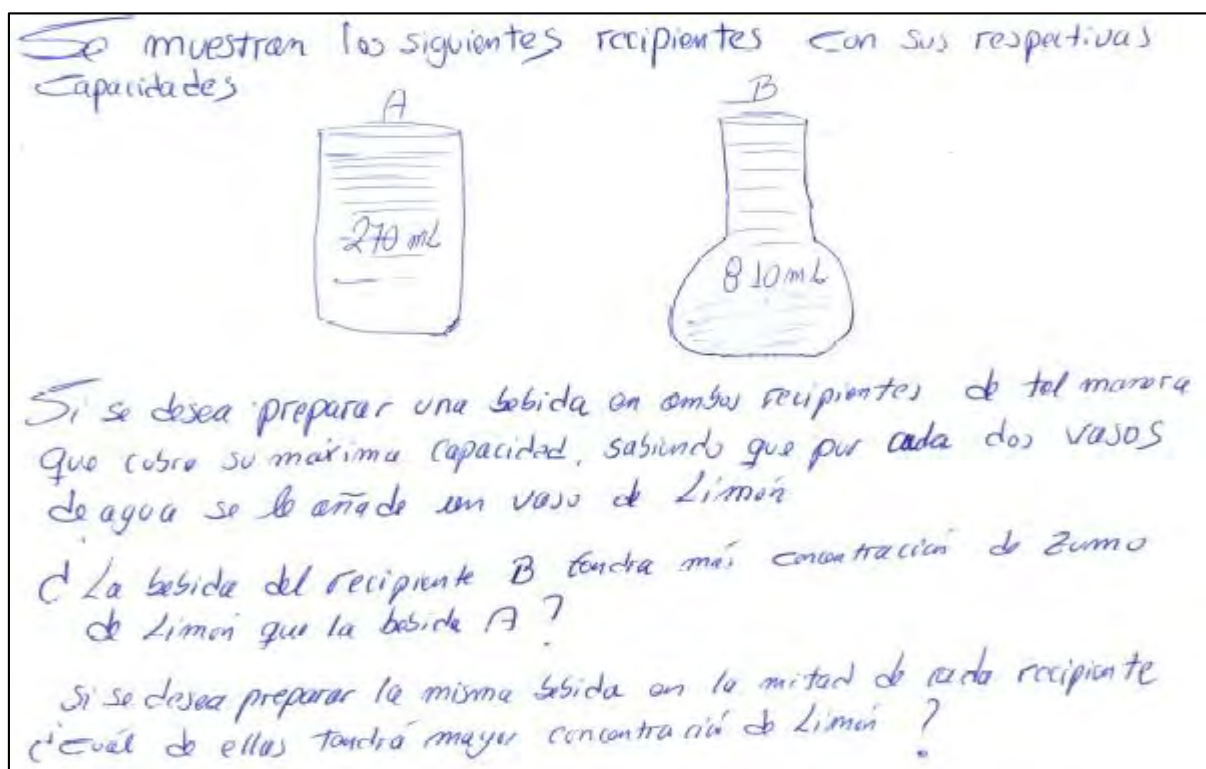 Se muestran los siguientes recipientes con sus respectivas
capacidades
A B
270 mL 810 mL
Si se desea preparar una bebida en ambos recipientes de tal manera
que cubra su máxima capacidad, sabiendo que por cada dos vasos
de agua se le añade un vaso de Limón
¿La bebida del recipiente B tendra más concentración de Zumo
de Limón que la bebida A?
Si se desea preparar la misma bebida en la mitad de cada recipiente
¿Cuál de ellas tendrá mayor concentración de Limón?